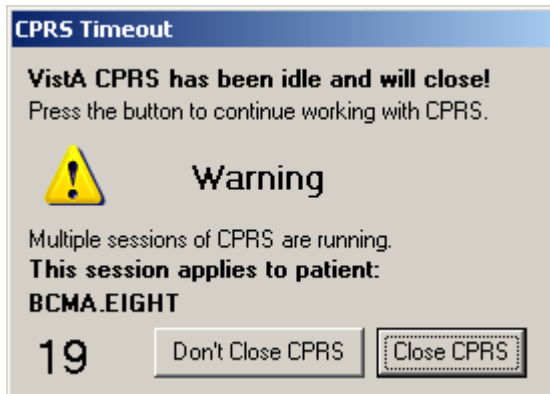 CPRS Timeout
VistA CPRS has been idle and will close!
Press the button to continue working with CPRS.
Warning
Multiple sessions of CPRS are running.
This session applies to patient:
BCMA.EIGHT
19 Don't Close CPRS Close CPRS